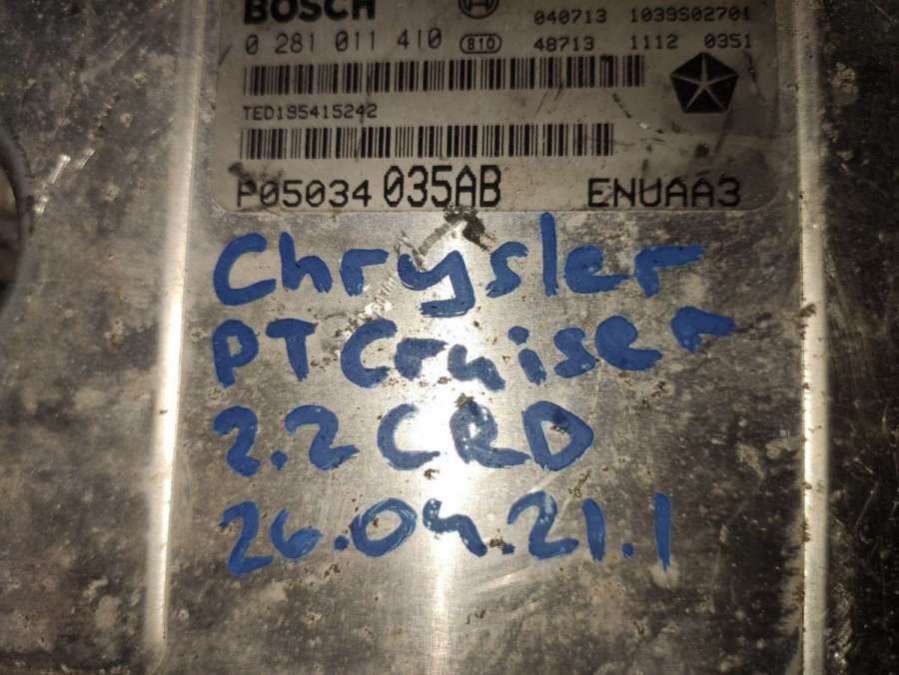 BOSCH 040713 1039S02701
0 281 011 410 B10 48713 1112 0351
TED195415242
P05034 035AB ENUAA3
Chrysler
PT Cruiser
2.2 CRD
26.04.21.1